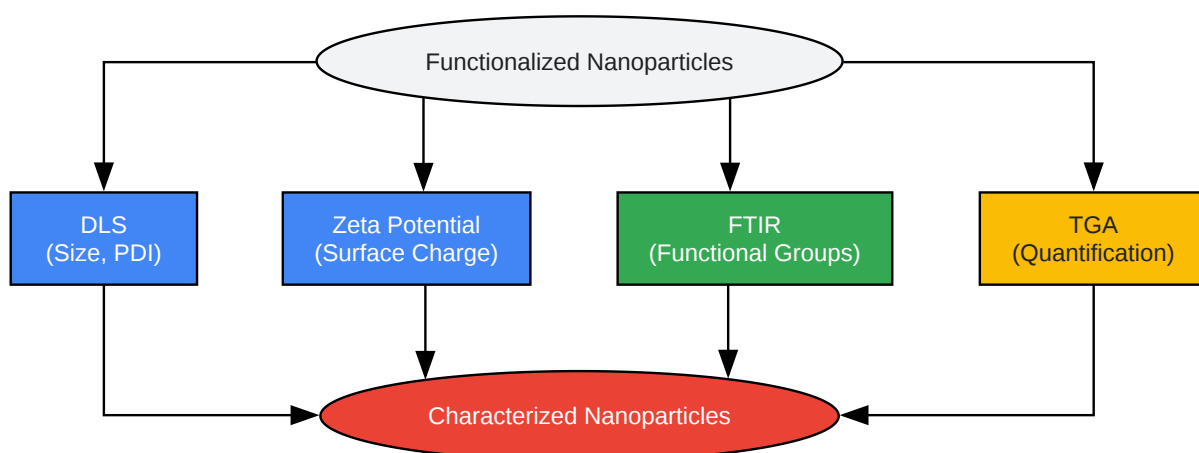 Functionalized Nanoparticles
DLS
(Size, PDI)
Zeta Potential
(Surface Charge)
FTIR
(Functional Groups)
TGA
(Quantification)
Characterized Nanoparticles